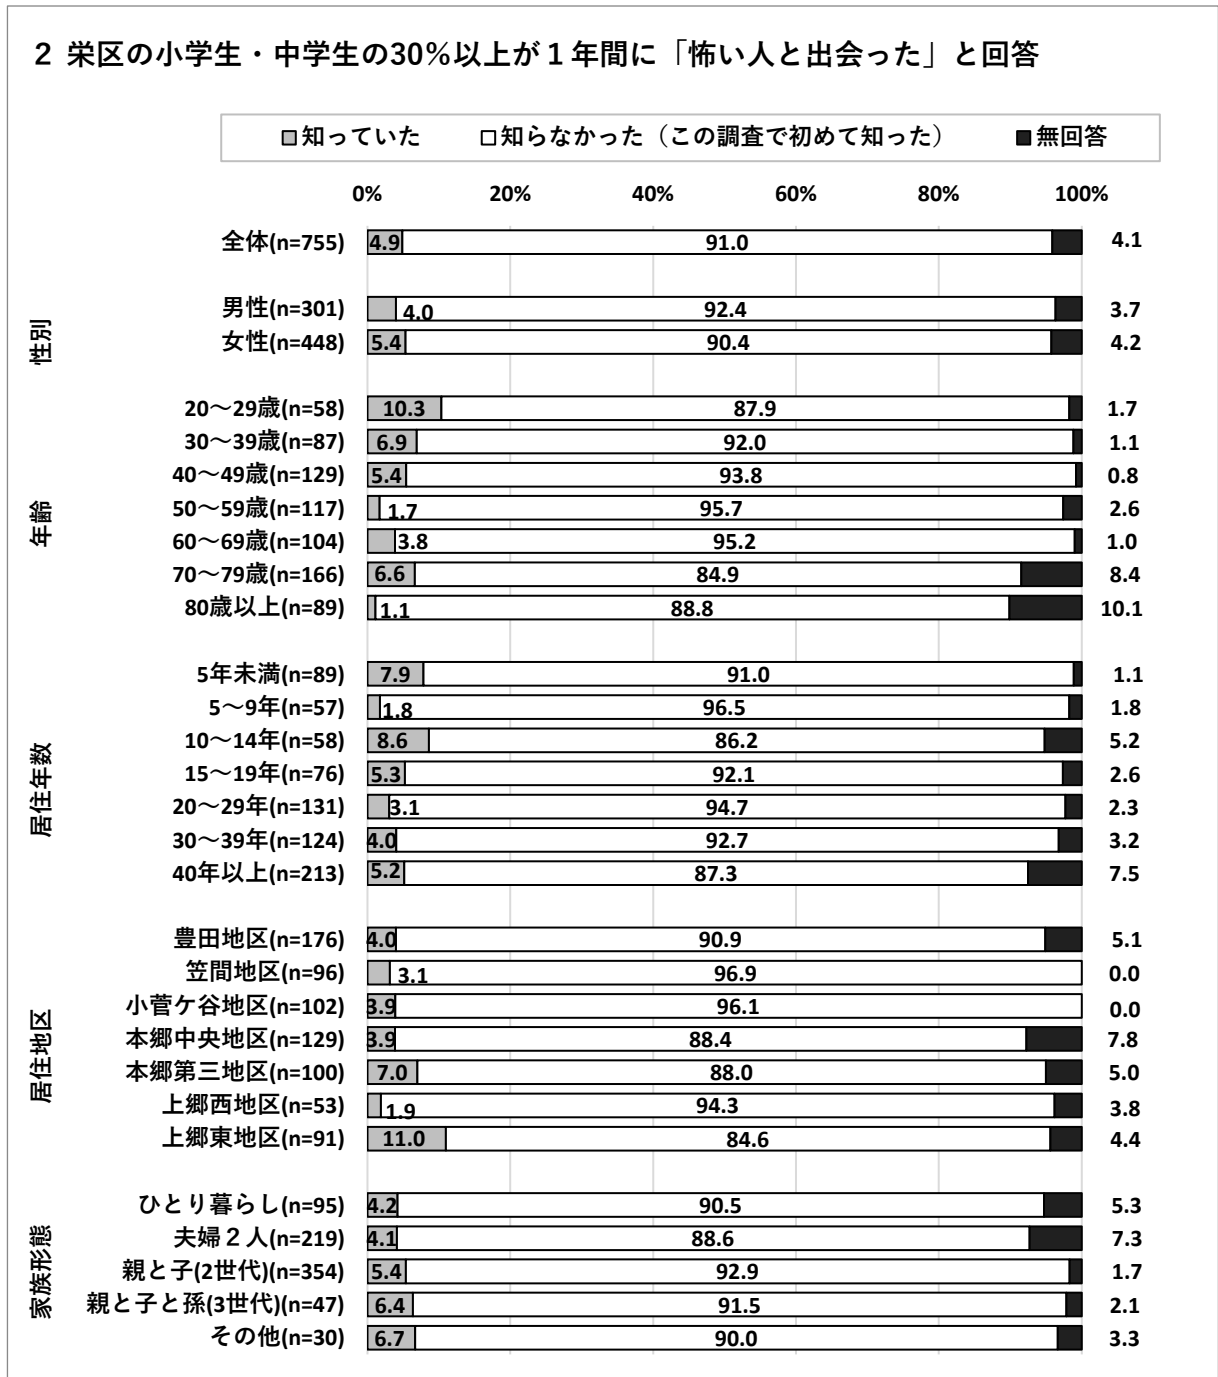 2 栄区の小学生・中学生の30%以上が１年間に「怖い人と出会った」と回答
知っていた 知らなかった（この調査で初めて知った） 無回答
0% 20% 40% 60% 80% 100%
全体(n=755) 4.9 91.0 4.1
性別
男性(n=301) 4.0 92.4 3.7
女性(n=448) 5.4 90.4 4.2
年齢
20～29歳(n=58) 10.3 87.9 1.7
30～39歳(n=87) 6.9 92.0 1.1
40～49歳(n=129) 5.4 93.8 0.8
50～59歳(n=117) 1.7 95.7 2.6
60～69歳(n=104) 3.8 95.2 1.0
70～79歳(n=166) 6.6 84.9 8.4
80歳以上(n=89) 1.1 88.8 10.1
居住年数
5年未満(n=89) 7.9 91.0 1.1
5～9年(n=57) 1.8 96.5 1.8
10～14年(n=58) 8.6 86.2 5.2
15～19年(n=76) 5.3 92.1 2.6
20～29年(n=131) 3.1 94.7 2.3
30～39年(n=124) 4.0 92.7 3.2
40年以上(n=213) 5.2 87.3 7.5
居住地区
豊田地区(n=176) 4.0 90.9 5.1
笠間地区(n=96) 3.1 96.9 0.0
小菅ケ谷地区(n=102) 3.9 96.1 0.0
本郷中央地区(n=129) 3.9 88.4 7.8
本郷第三地区(n=100) 7.0 88.0 5.0
上郷西地区(n=53) 1.9 94.3 3.8
上郷東地区(n=91) 11.0 84.6 4.4
家族形態
ひとり暮らし(n=95) 4.2 90.5 5.3
夫婦２人(n=219) 4.1 88.6 7.3
親と子(2世代)(n=354) 5.4 92.9 1.7
親と子と孫(3世代)(n=47) 6.4 91.5 2.1
その他(n=30) 6.7 90.0 3.3